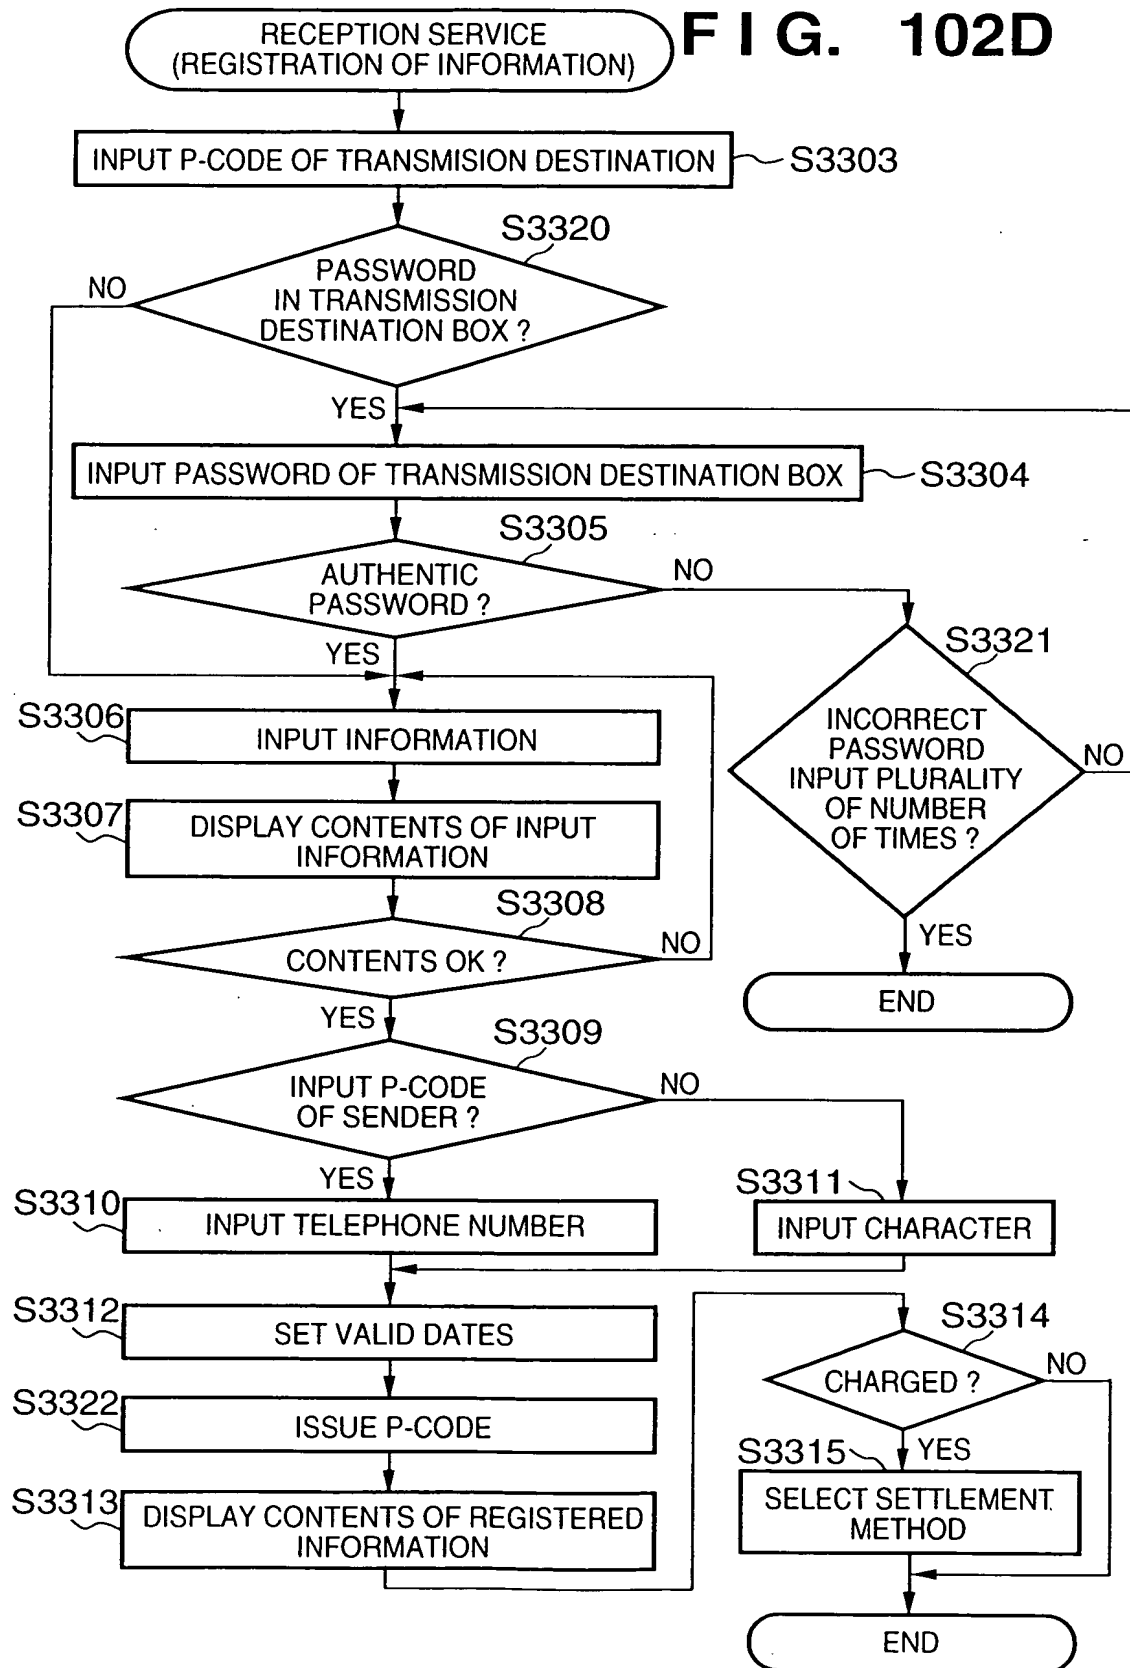 FIG. 102D
RECEPTION SERVICE
(REGISTRATION OF INFORMATION)
INPUT P-CODE OF TRANSMISION DESTINATION
S3303
S3320
PASSWORD
IN TRANSMISSION
DESTINATION BOX ?
NO
YES
INPUT PASSWORD OF TRANSMISSION DESTINATION BOX
S3304
S3305
AUTHENTIC
PASSWORD ?
NO
YES
S3321
INCORRECT
PASSWORD
INPUT PLURALITY
OF NUMBER
OF TIMES ?
NO
YES
END
S3306
INPUT INFORMATION
S3307
DISPLAY CONTENTS OF INPUT
INFORMATION
S3308
CONTENTS OK ?
NO
YES
S3309
INPUT P-CODE
OF SENDER ?
NO
YES
S3310
INPUT TELEPHONE NUMBER
S3311
INPUT CHARACTER
S3312
SET VALID DATES
S3322
ISSUE P-CODE
S3313
DISPLAY CONTENTS OF REGISTERED
INFORMATION
S3314
CHARGED ?
NO
YES
S3315
SELECT SETTLEMENT
METHOD
END